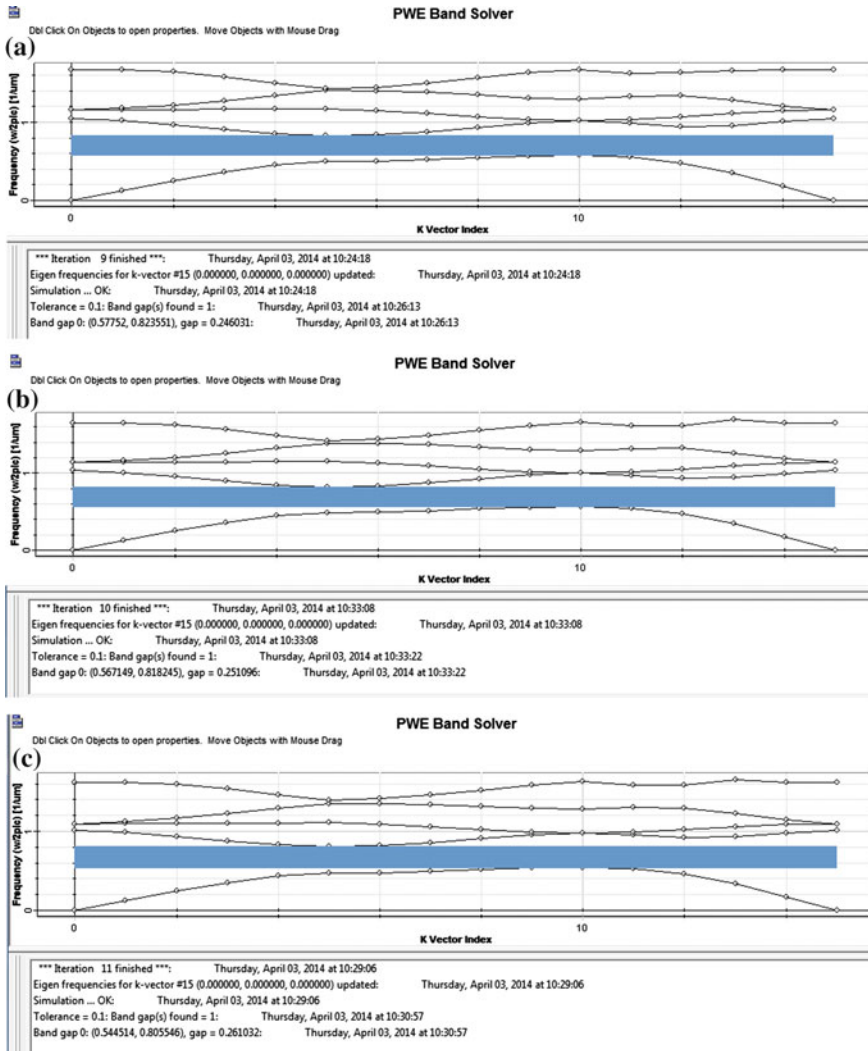 PWE Band Solver
Dbl Click On Objects to open properties. Move Objects with Mouse Drag
(a)
Frequency (w/2pic) [1/um]
1
0
0
10
K Vector Index
*** Iteration 9 finished ***: Thursday, April 03, 2014 at 10:24:18
Eigen frequencies for k-vector #15 (0.000000, 0.000000, 0.000000) updated: Thursday, April 03, 2014 at 10:24:18
Simulation ... OK: Thursday, April 03, 2014 at 10:24:18
Tolerance = 0.1: Band gap(s) found = 1: Thursday, April 03, 2014 at 10:26:13
Band gap 0: (0.57752, 0.823551), gap = 0.246031: Thursday, April 03, 2014 at 10:26:13
PWE Band Solver
Dbl Click On Objects to open properties. Move Objects with Mouse Drag
(b)
Frequency (w/2pic) [1/um]
1
0
0
10
K Vector Index
*** Iteration 10 finished ***: Thursday, April 03, 2014 at 10:33:08
Eigen frequencies for k-vector #15 (0.000000, 0.000000, 0.000000) updated: Thursday, April 03, 2014 at 10:33:08
Simulation ... OK: Thursday, April 03, 2014 at 10:33:08
Tolerance = 0.1: Band gap(s) found = 1: Thursday, April 03, 2014 at 10:33:22
Band gap 0: (0.567149, 0.818245), gap = 0.251096: Thursday, April 03, 2014 at 10:33:22
PWE Band Solver
Dbl Click On Objects to open properties. Move Objects with Mouse Drag
(c)
Frequency (w/2pic) [1/um]
1
0
0
10
K Vector Index
*** Iteration 11 finished ***: Thursday, April 03, 2014 at 10:29:06
Eigen frequencies for k-vector #15 (0.000000, 0.000000, 0.000000) updated: Thursday, April 03, 2014 at 10:29:06
Simulation ... OK: Thursday, April 03, 2014 at 10:29:06
Tolerance = 0.1: Band gap(s) found = 1: Thursday, April 03, 2014 at 10:30:57
Band gap 0: (0.544514, 0.805546), gap = 0.261032: Thursday, April 03, 2014 at 10:30:57